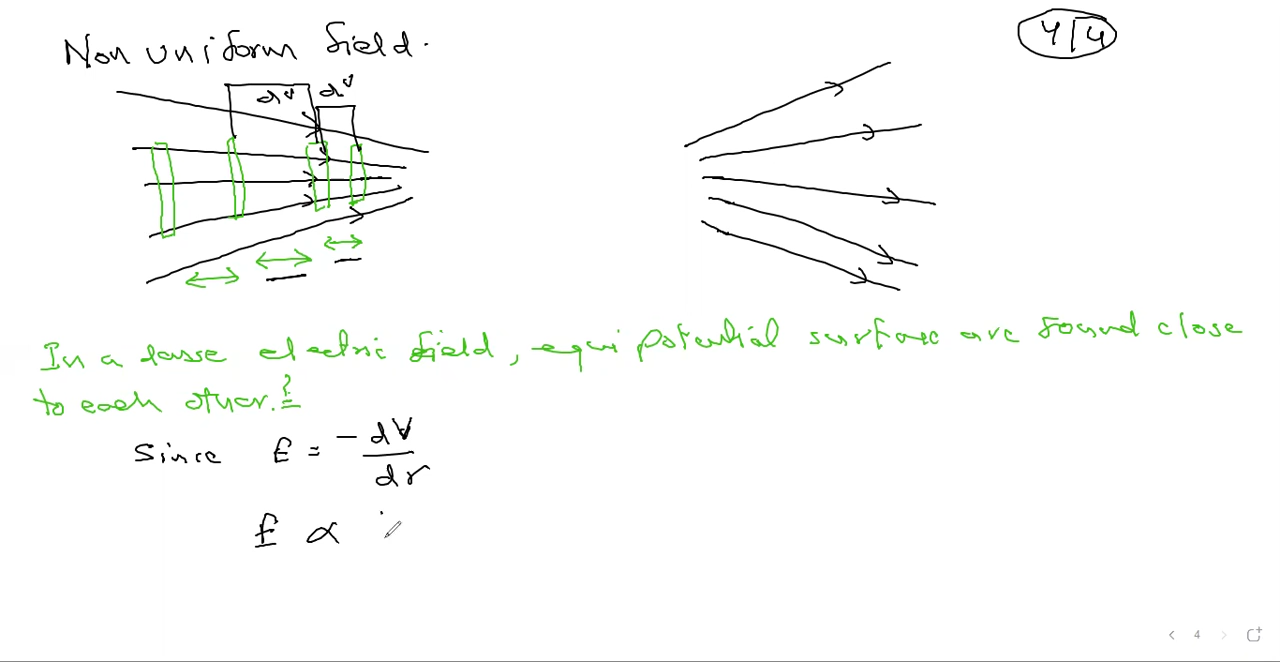 Non uniform field.
4/4
dV dV
In a large electric field, equipotential surface are found close
to each other.?
Since E = -dV/dr
E ∝
4